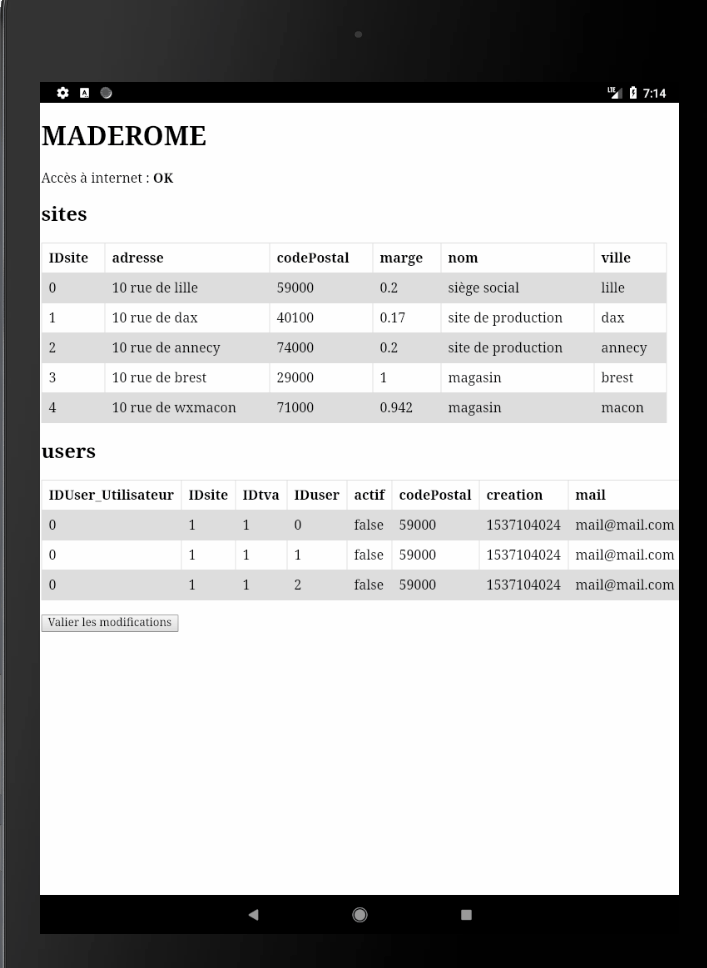 LTE 7:14
MADEROME
Accès à internet : OK
sites
IDsite adresse codePostal marge nom ville
0 10 rue de lille 59000 0.2 siège social lille
1 10 rue de dax 40100 0.17 site de production dax
2 10 rue de annecy 74000 0.2 site de production annecy
3 10 rue de brest 29000 1 magasin brest
4 10 rue de wxmacon 71000 0.942 magasin macon
users
IDUser_Utilisateur IDsite IDtva IDuser actif codePostal creation mail
0 1 1 0 false 59000 1537104024 mail@mail.com
0 1 1 1 false 59000 1537104024 mail@mail.com
0 1 1 2 false 59000 1537104024 mail@mail.com
Valier les modifications